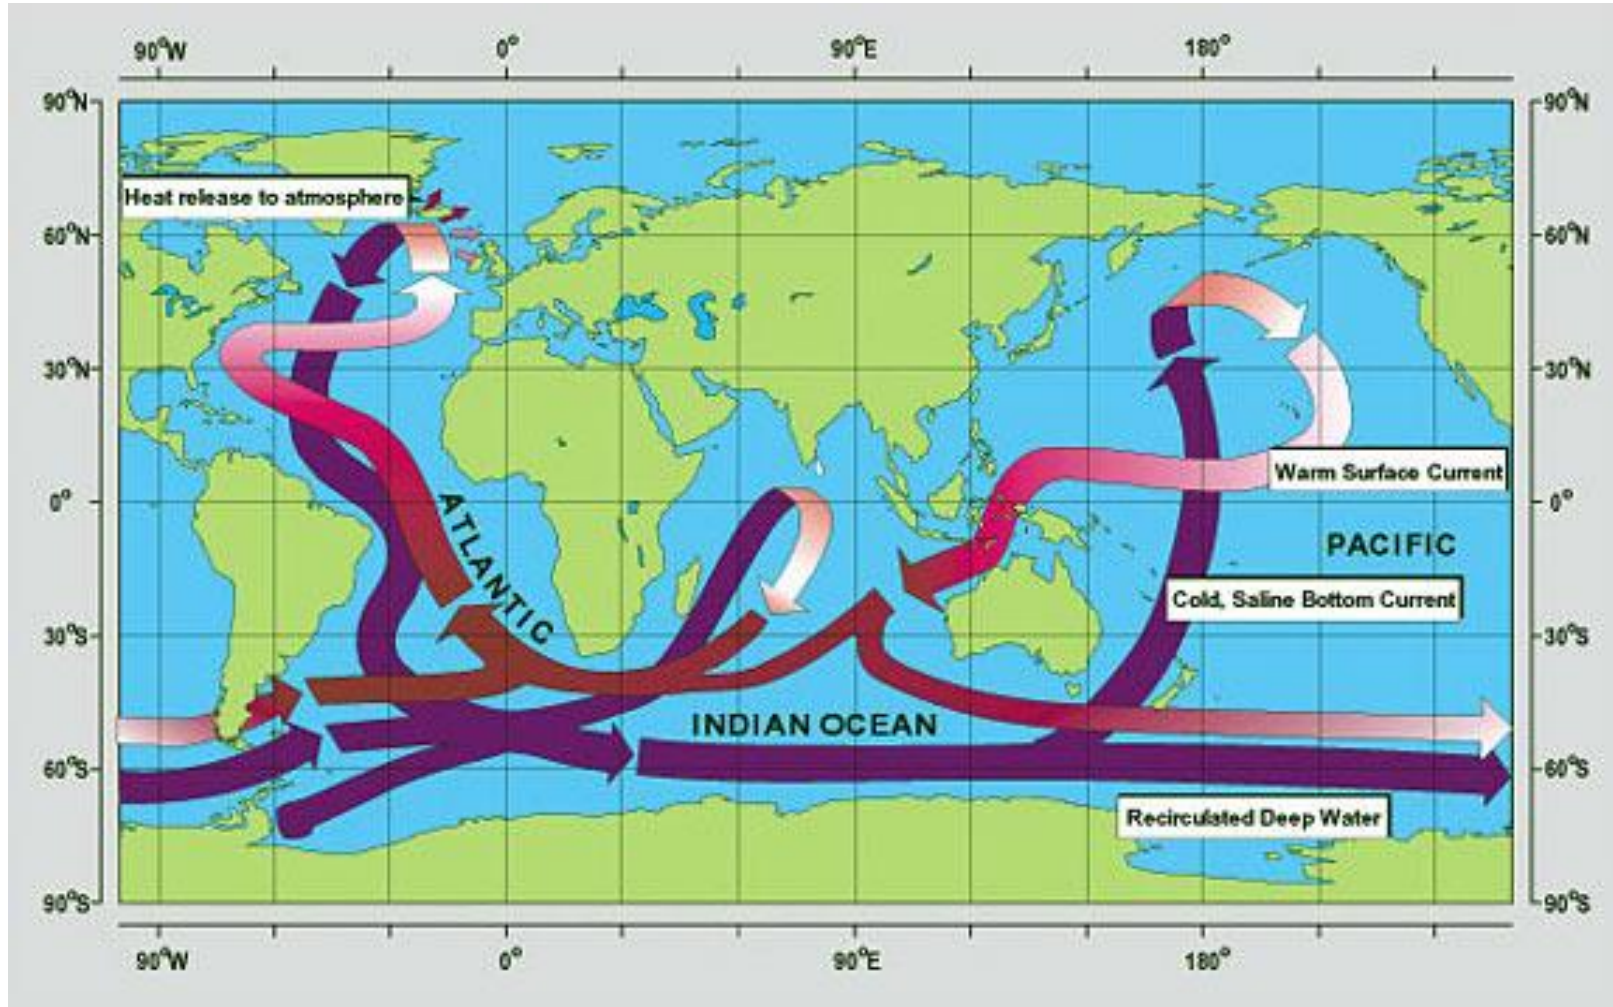 90°W 0° 90°E 180°
90°N 90°N
Heat release to atmosphere
60°N 60°N
30°N 30°N
Warm Surface Current
0° 0°
ATLANTIC
PACIFIC
Cold, Saline Bottom Current
30°S 30°S
INDIAN OCEAN
60°S 60°S
Recirculated Deep Water
90°S 90°S
90°W 0° 90°E 180°